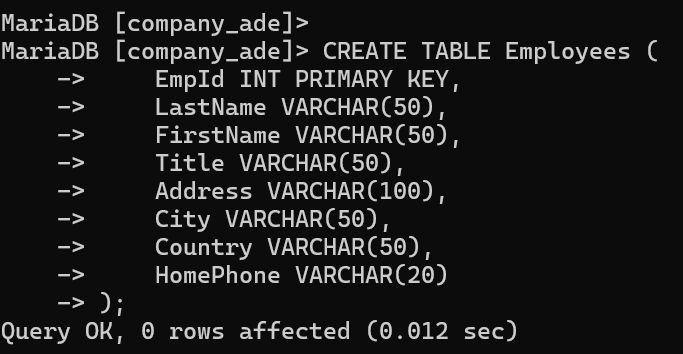 MariaDB [company_ade]>
MariaDB [company_ade]> CREATE TABLE Employees (
    ->     EmpId INT PRIMARY KEY,
    ->     LastName VARCHAR(50),
    ->     FirstName VARCHAR(50),
    ->     Title VARCHAR(50),
    ->     Address VARCHAR(100),
    ->     City VARCHAR(50),
    ->     Country VARCHAR(50),
    ->     HomePhone VARCHAR(20)
    -> );
Query OK, 0 rows affected (0.012 sec)